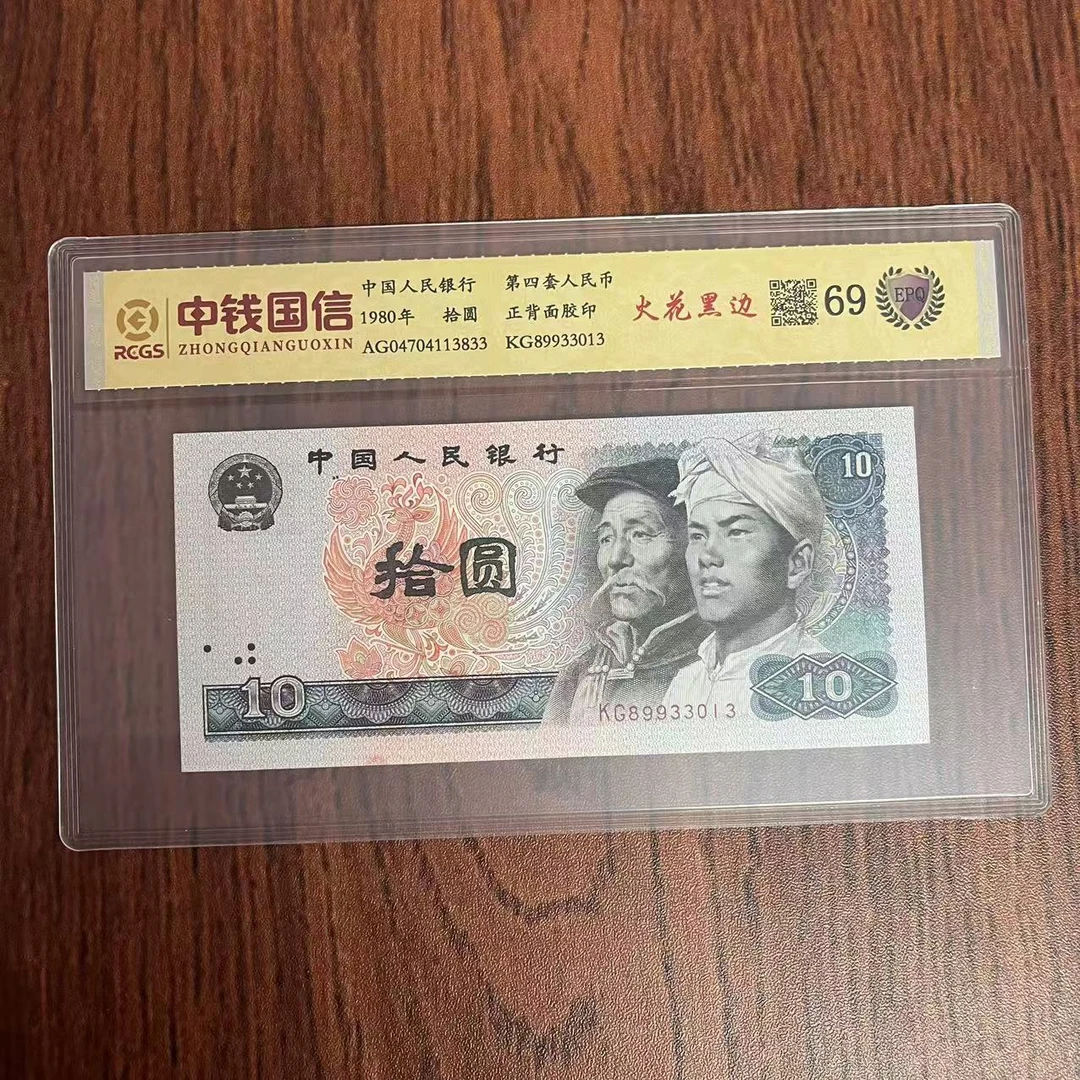 RCGS
中钱国信
ZHONGQIANGUOXIN
中国人民银行 第四套人民币
1980年 拾圆 正背面胶印
AG04704113833 KG89933013
火花黑边
69
EPQ
中国人民银行
10
拾圆
10
KG89933013
10